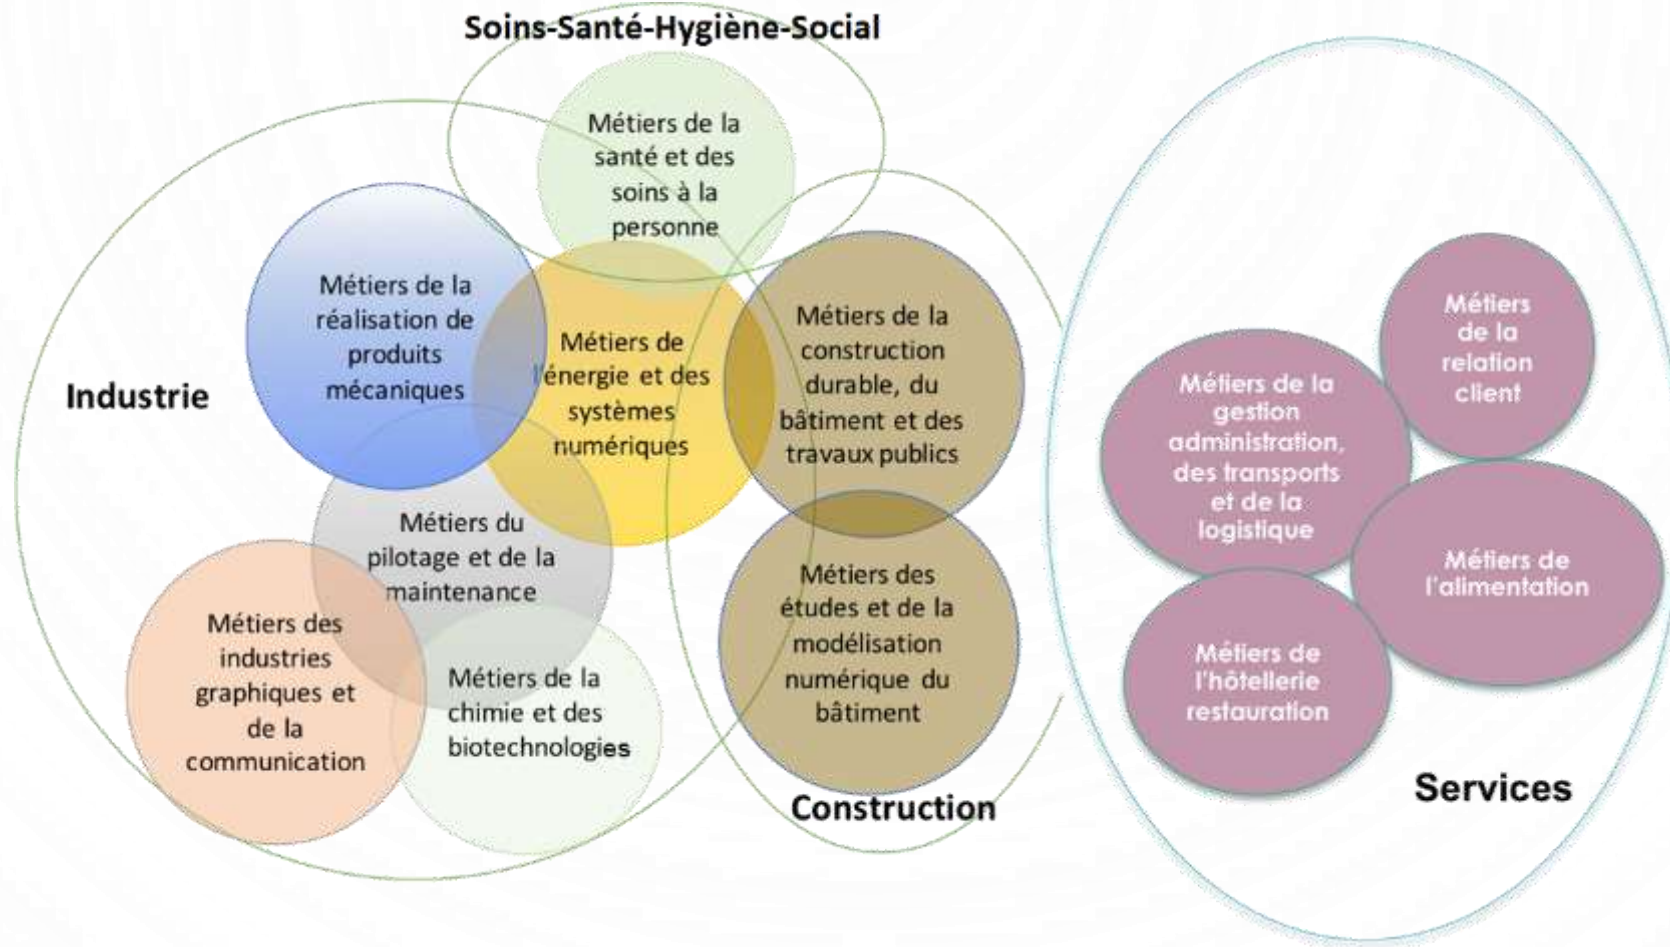 Soins-Santé-Hygiène-Social
Métiers de la
santé et des
soins à la
personne
Industrie
Métiers de la
réalisation de
produits
mécaniques
Métiers de
l'énergie et des
systèmes
numériques
Métiers du
pilotage et de la
maintenance
Métiers des
industries
graphiques et
de la
communication
Métiers de la
chimie et des
biotechnologies
Métiers de la
construction
durable, du
bâtiment et des
travaux publics
Métiers des
études et de la
modélisation
numérique du
bâtiment
Construction
Métiers
de la
relation
client
Métiers de la
gestion
administration,
des transports
et de la
logistique
Métiers de
l'alimentation
Métiers de
l'hôtellerie
restauration
Services